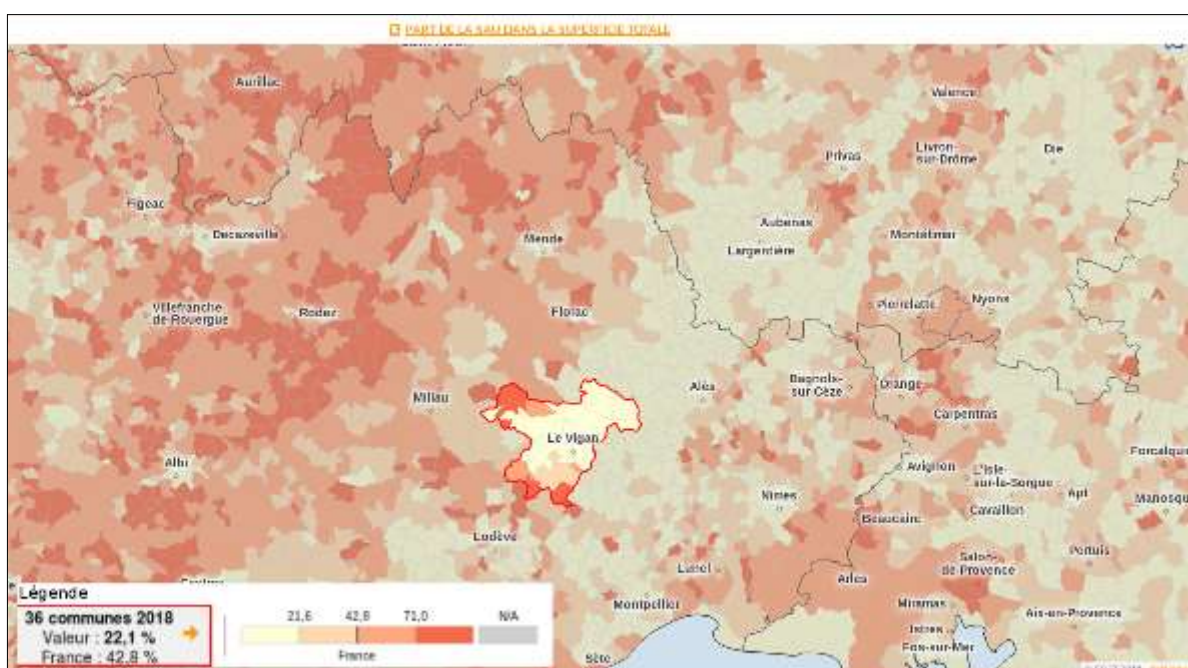 PART DE LA SAU DANS LA SUPERFICIE TOTALE
Aurillac
Valence
Privas
Livron-
sur-Drôme
Die
Figeac
Decazeville
Mende
Aubenas
Largentière
Montélimar
Villefranche
de-Rouergue
Rodez
Florac
Pierrelatte
Nyons
Millau
Alès
Bagnols-
sur-Cèze
Orange
Carpentras
Le Vigan
Albi
Avignon
L'Isle-
sur-la-Sorgue
Apt
Forcalquie
Manosqu
Nîmes
Cavaillon
Beaucaire
Lodève
Pertuis
Lunel
Arles
Salon-
de-Provence
Castres
Montpellier
Miramas
Aix-en-Provence
Istres
Fos-sur-Mer
Sète
Légende
36 communes 2018
Valeur : 22,1 %
France : 42,8 %
21,6 42,8 71,0 N/A
France